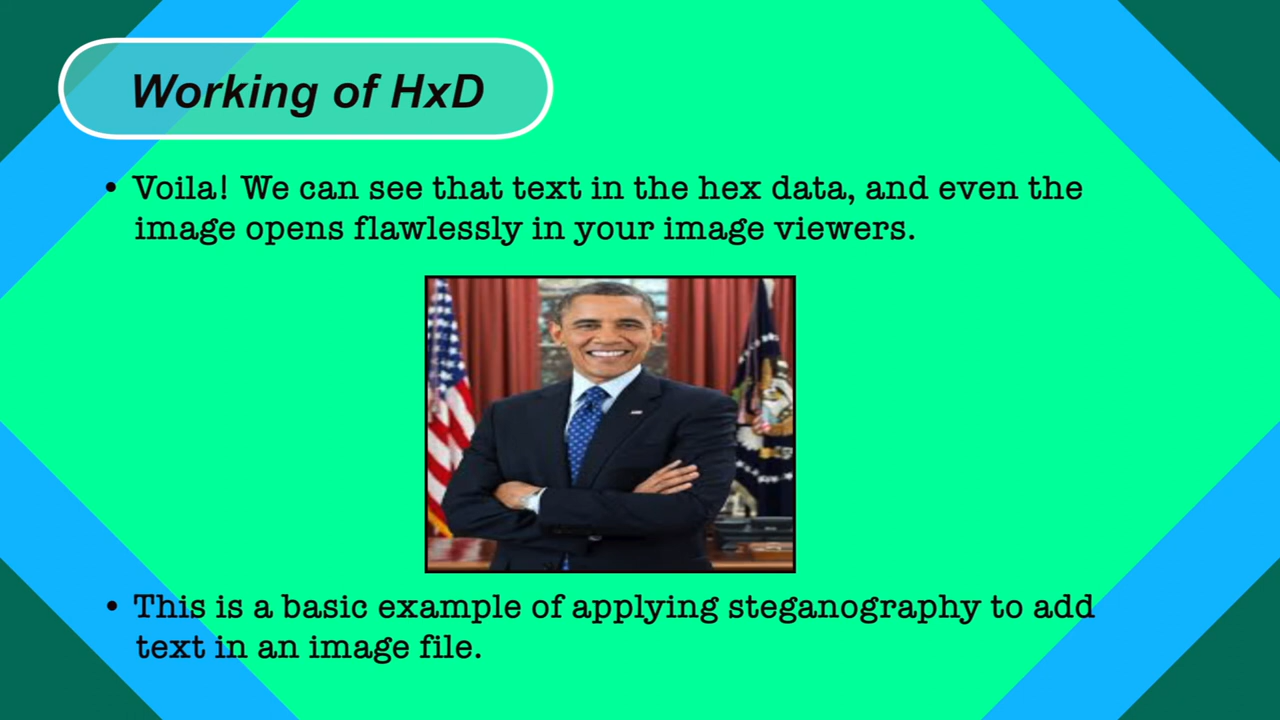 Working of HxD
• Voila! We can see that text in the hex data, and even the
image opens flawlessly in your image viewers.
• This is a basic example of applying steganography to add
text in an image file.